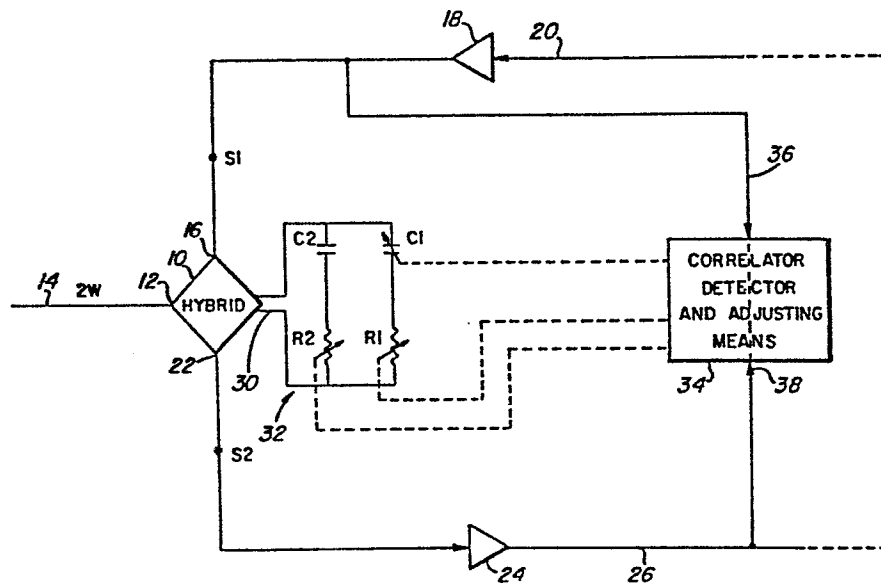 18
20
S1
36
16
10
C2
C1
14
2W
12
HYBRID
CORRELATOR
DETECTOR
AND ADJUSTING
MEANS
R2
R1
22
30
32
34
38
S2
24
26